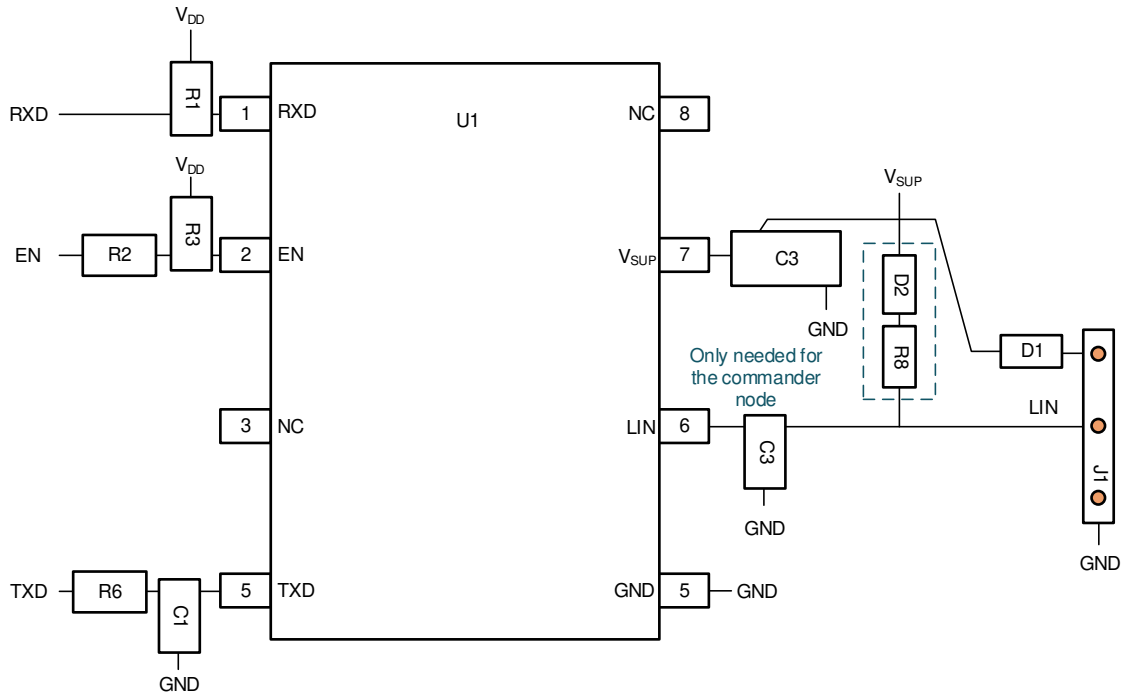 VDD
R1
RXD
1
RXD
U1
NC
8
VDD
R3
EN
R2
2
EN
VSUP
VSUP
7
C3
GND
D2
R8
D1
Only needed for
the commander
node
3
NC
LIN
6
C3
GND
LIN
J1
GND
TXD
R6
C1
GND
5
TXD
GND
5
GND